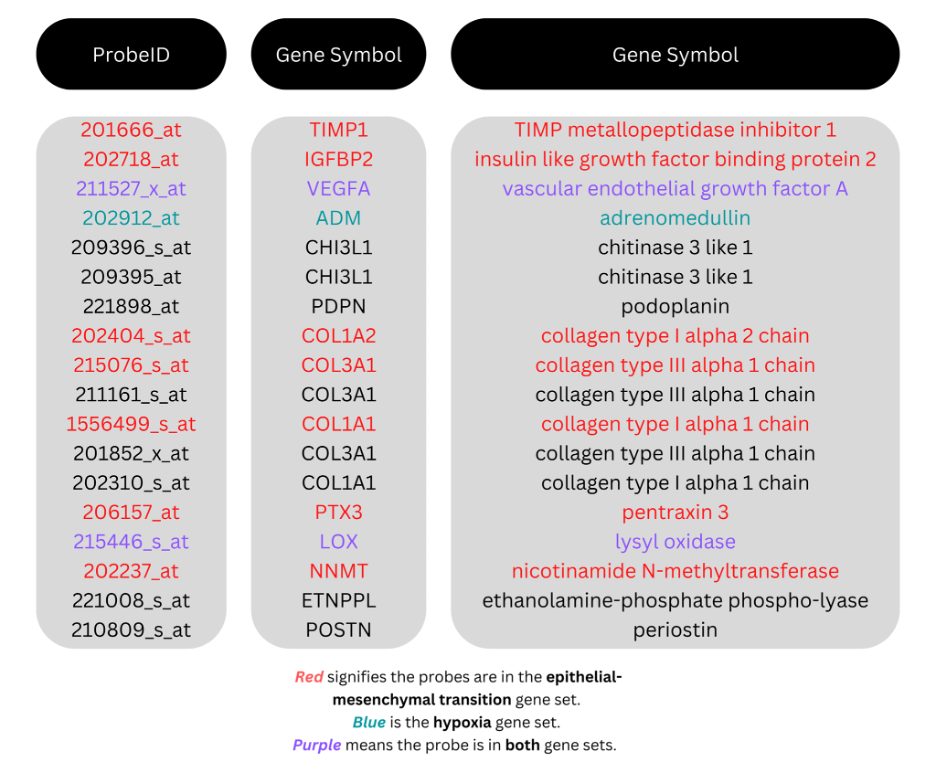 ProbeID Gene Symbol Gene Symbol
201666_at TIMP1 TIMP metallopeptidase inhibitor 1
202718_at IGFBP2 insulin like growth factor binding protein 2
211527_x_at VEGFA vascular endothelial growth factor A
202912_at ADM adrenomedullin
209396_s_at CHI3L1 chitinase 3 like 1
209395_at CHI3L1 chitinase 3 like 1
221898_at PDPN podoplanin
202404_s_at COL1A2 collagen type I alpha 2 chain
215076_s_at COL3A1 collagen type III alpha 1 chain
211161_s_at COL3A1 collagen type III alpha 1 chain
1556499_s_at COL1A1 collagen type I alpha 1 chain
201852_x_at COL3A1 collagen type III alpha 1 chain
202310_s_at COL1A1 collagen type I alpha 1 chain
206157_at PTX3 pentraxin 3
215446_s_at LOX lysyl oxidase
202237_at NNMT nicotinamide N-methyltransferase
221008_s_at ETNPPL ethanolamine-phosphate phospho-lyase
210809_s_at POSTN periostin
Red signifies the probes are in the epithelial-
mesenchymal transition gene set.
Blue is the hypoxia gene set.
Purple means the probe is in both gene sets.